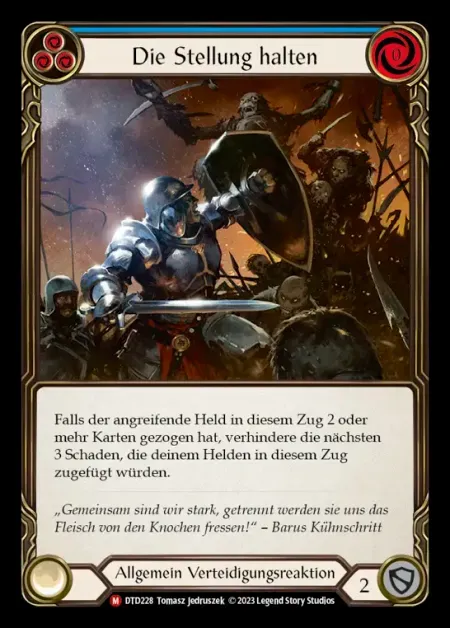 Die Stellung halten
0
Falls der angreifende Held in diesem Zug 2 oder
mehr Karten gezogen hat, verhindere die nächsten
3 Schaden, die deinem Helden in diesem Zug
zugefügt würden.
„Gemeinsam sind wir stark, getrennt werden sie uns das
Fleisch von den Knochen fressen!“ – Barus Kühnschritt
Allgemein Verteidigungsreaktion
2
M DTD228 Tomasz Jedruszek © 2023 Legend Story Studios